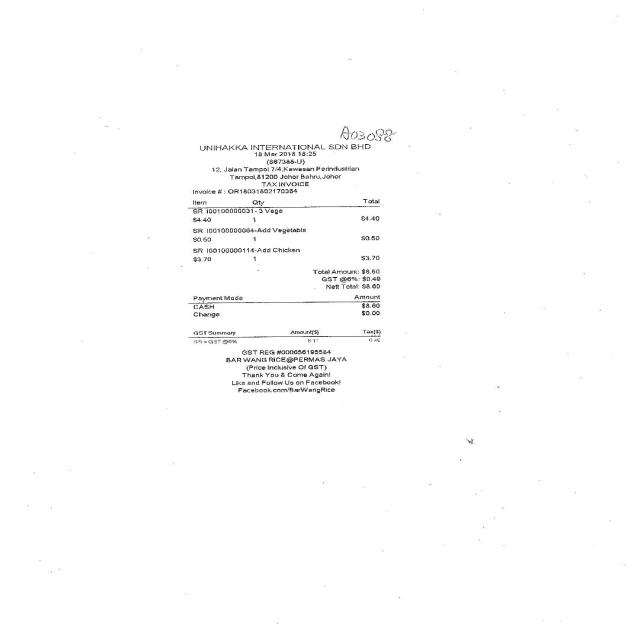 A03088
UNIHAKKA INTERNATIONAL SDN BHD
18 Mar 2018 18:25
(867388-U)
12, Jalan Tampoi 7/4,Kawasan Perindustrian
Tampoi,81200 Johor Bahru,Johor
TAX INVOICE
Invoice # : OR18031802170384
Item Qty Total
SR I00100000031- 3 Vege
$4.40 1 $4.40
SR I00100000064-Add Vegetable
$0.50 1 $0.50
SR I00100000114-Add Chicken
$3.70 1 $3.70
Total Amount: $8.60
GST @6%: $0.49
Nett Total: $8.60
Payment Mode Amount
CASH $8.60
Change $0.00
GST Summary Amount($) Tax($)
SR = GST @6% 8.11 0.49
GST REG #000656195584
BAR WANG RICE@PERMAS JAYA
(Price Inclusive Of GST)
Thank You & Come Again!
Like and Follow Us on Facebook!
Facebook.com/BarWangRice